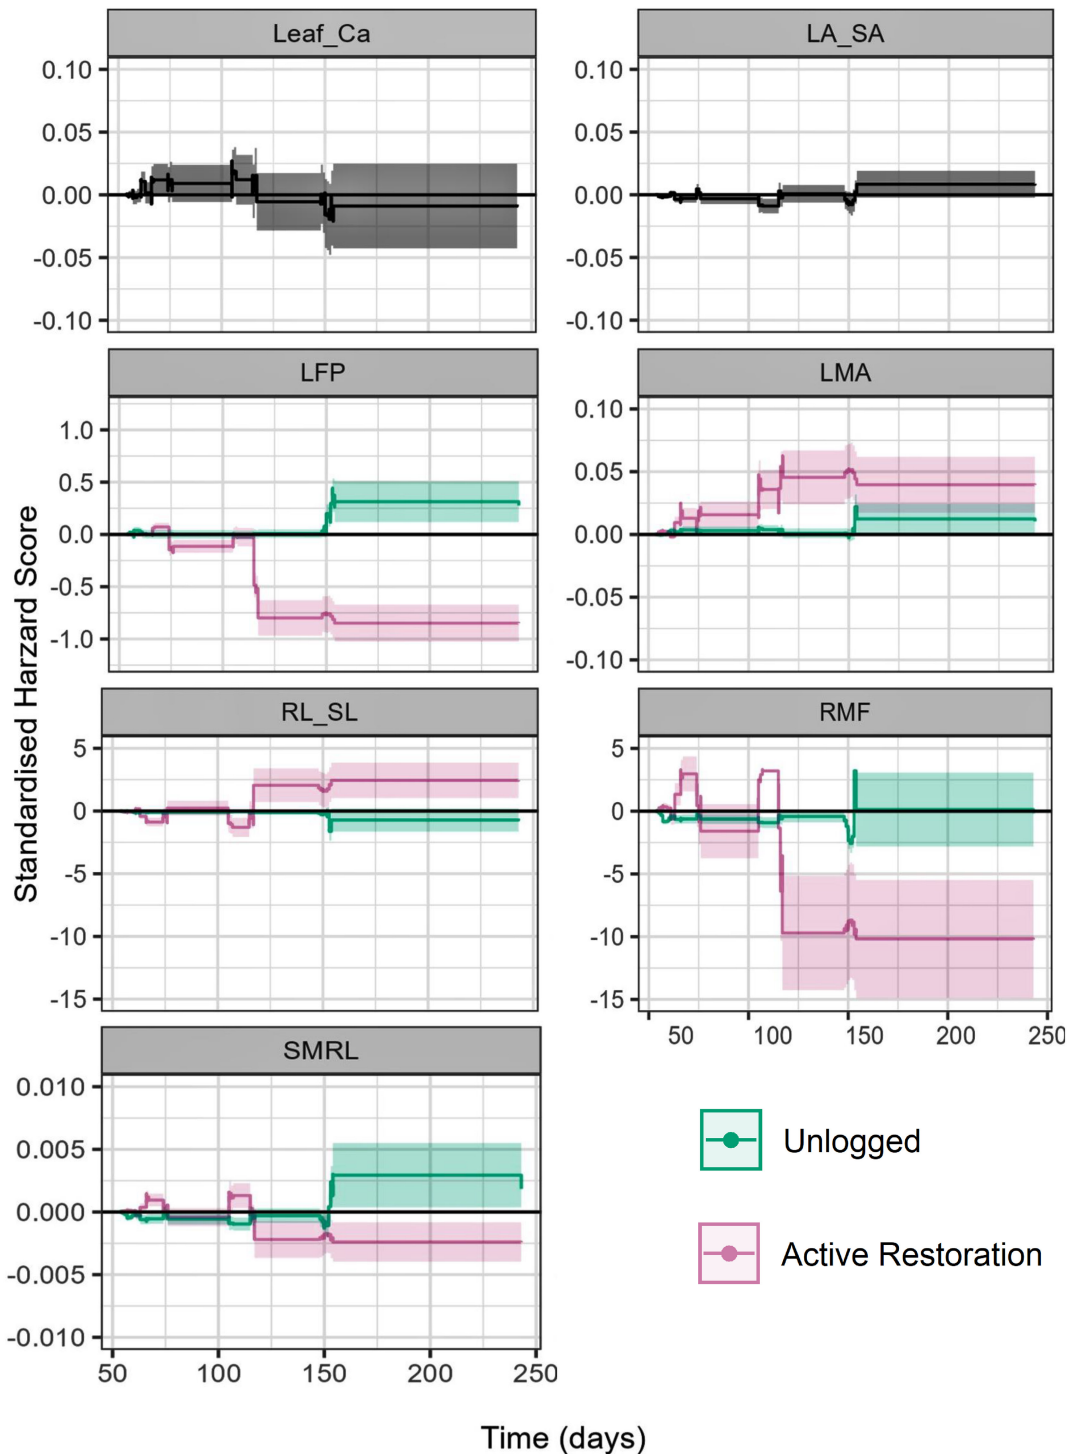 Leaf_Ca
LA_SA
0.10
0.05
0.00
-0.05
-0.10
0.10
0.05
0.00
-0.05
-0.10
LFP
LMA
1.0
0.5
0.0
-0.5
-1.0
0.10
0.05
0.00
-0.05
-0.10
Standardised Harzard Score
RL_SL
RMF
5
0
-5
-10
-15
5
0
-5
-10
-15
50 100 150 200 250
SMRL
0.010
0.005
0.000
-0.005
-0.010
50 100 150 200 250
Unlogged
Active Restoration
Time (days)